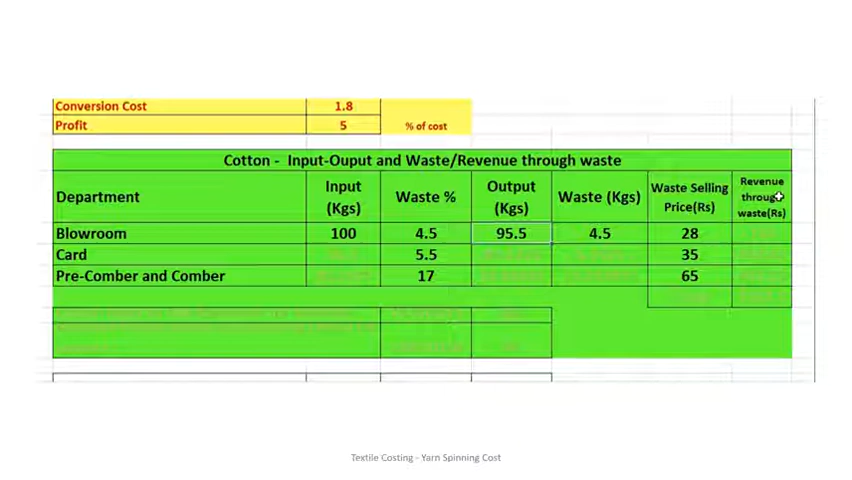 Conversion Cost 1.8
Profit 5 % of cost
Cotton - Input-Ouput and Waste/Revenue through waste
Department Input (Kgs) Waste % Output (Kgs) Waste (Kgs) Waste Selling Price(Rs) Revenue through waste(Rs)
Blowroom 100 4.5 95.5 4.5 28
Card 5.5 35
Pre-Comber and Comber 17 65
Textile Costing - Yarn Spinning Cost